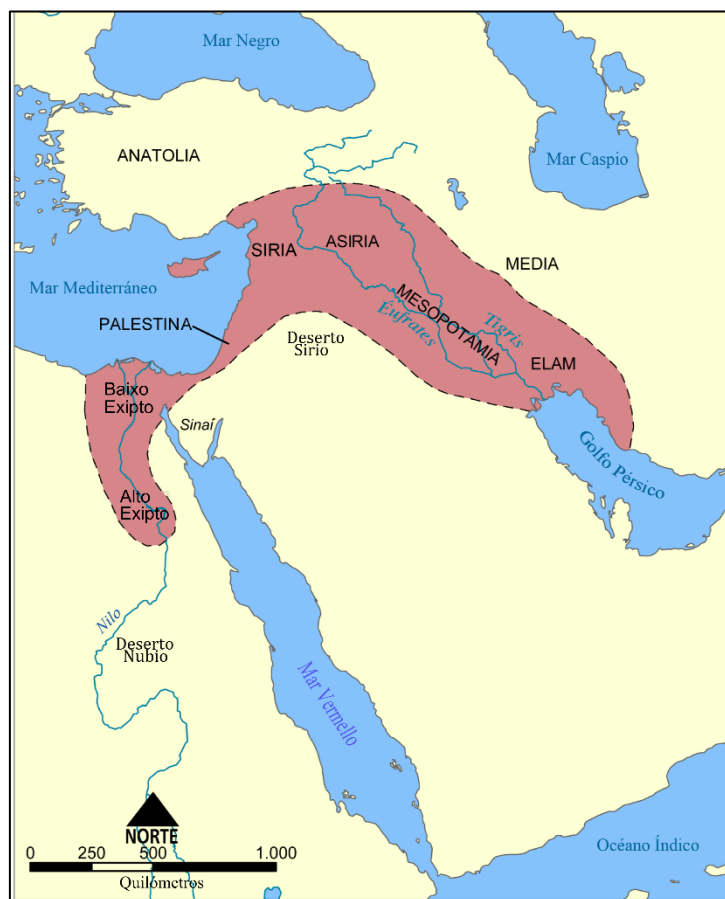 Mar Negro
ANATOLIA
Mar Caspio
SIRIA
ASIRIA
MEDIA
Mar Mediterráneo
PALESTINA
MESOPOTAMIA
Éufrates
Tigris
Deserto
Sirio
ELAM
Baixo
Exipto
Sinaí
Golfo Pérsico
Alto
Exipto
Nilo
Deserto
Nubio
Mar Vermello
NORTE
0 250 500 1.000
Quilómetros
Océano Índico